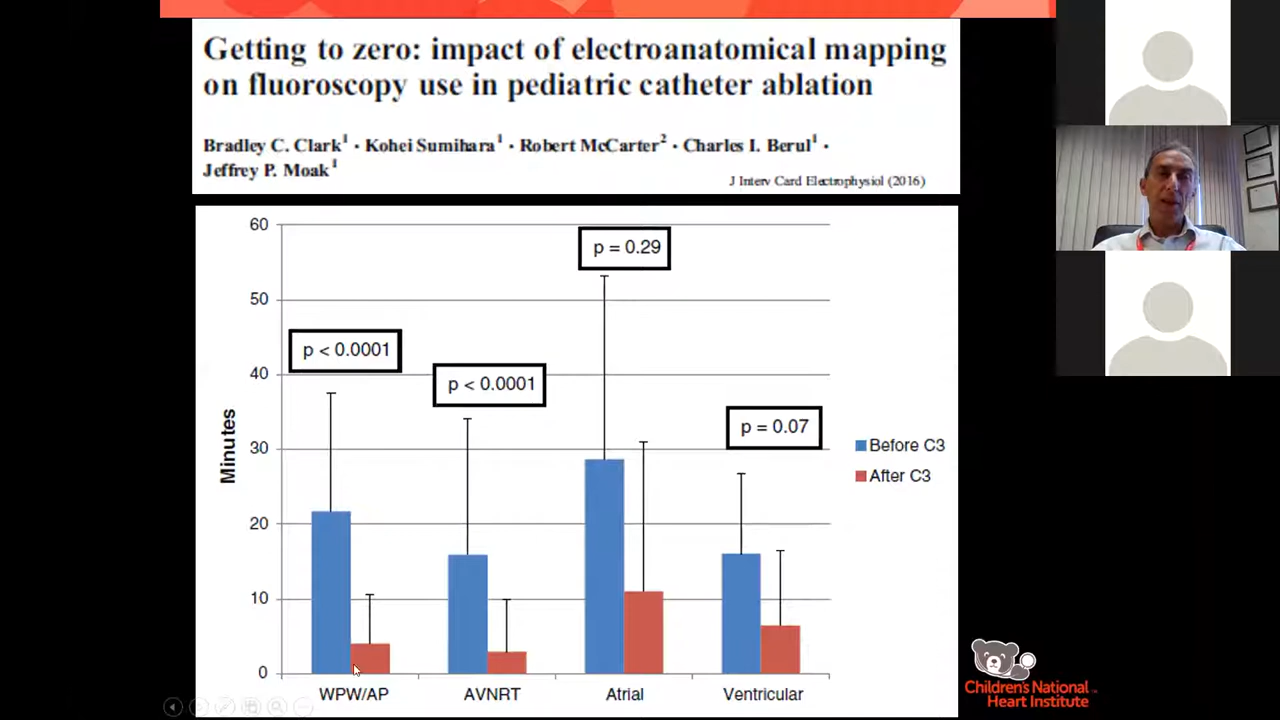 Getting to zero: impact of electroanatomical mapping
on fluoroscopy use in pediatric catheter ablation
Bradley C. Clark¹ · Kohei Sumihara¹ · Robert McCarter² · Charles I. Berul¹ ·
Jeffrey P. Moak¹
J Interv Card Electrophysiol (2016)
60
50
40
30
20
10
0
Minutes
p < 0.0001
p < 0.0001
p = 0.29
p = 0.07
WPW/AP
AVNRT
Atrial
Ventricular
Before C3
After C3
Children's National
Heart Institute